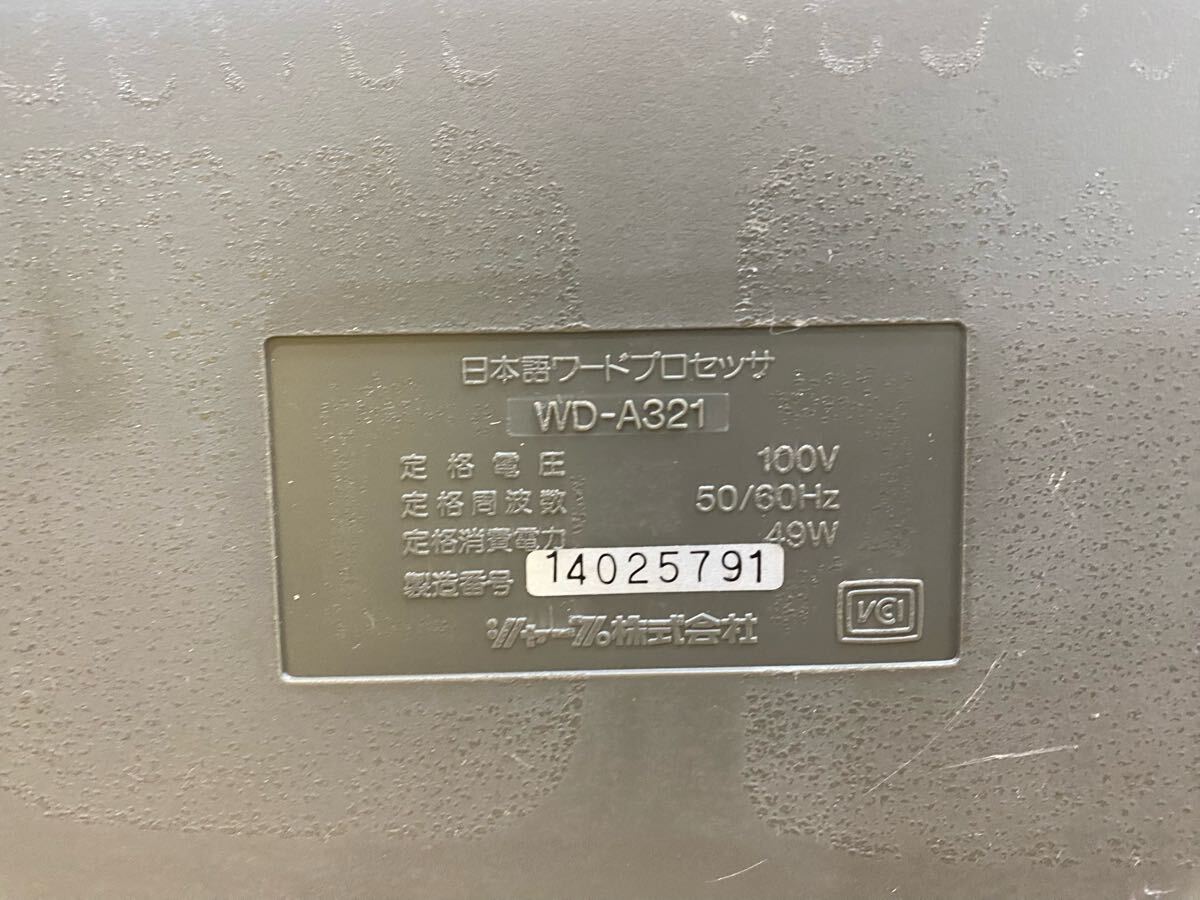 日本語ワードプロセッサ
WD-A321
定格電圧 100V
定格周波数 50/60Hz
定格消費電力 49W
製造番号 14025791
シャープ株式会社
VCI